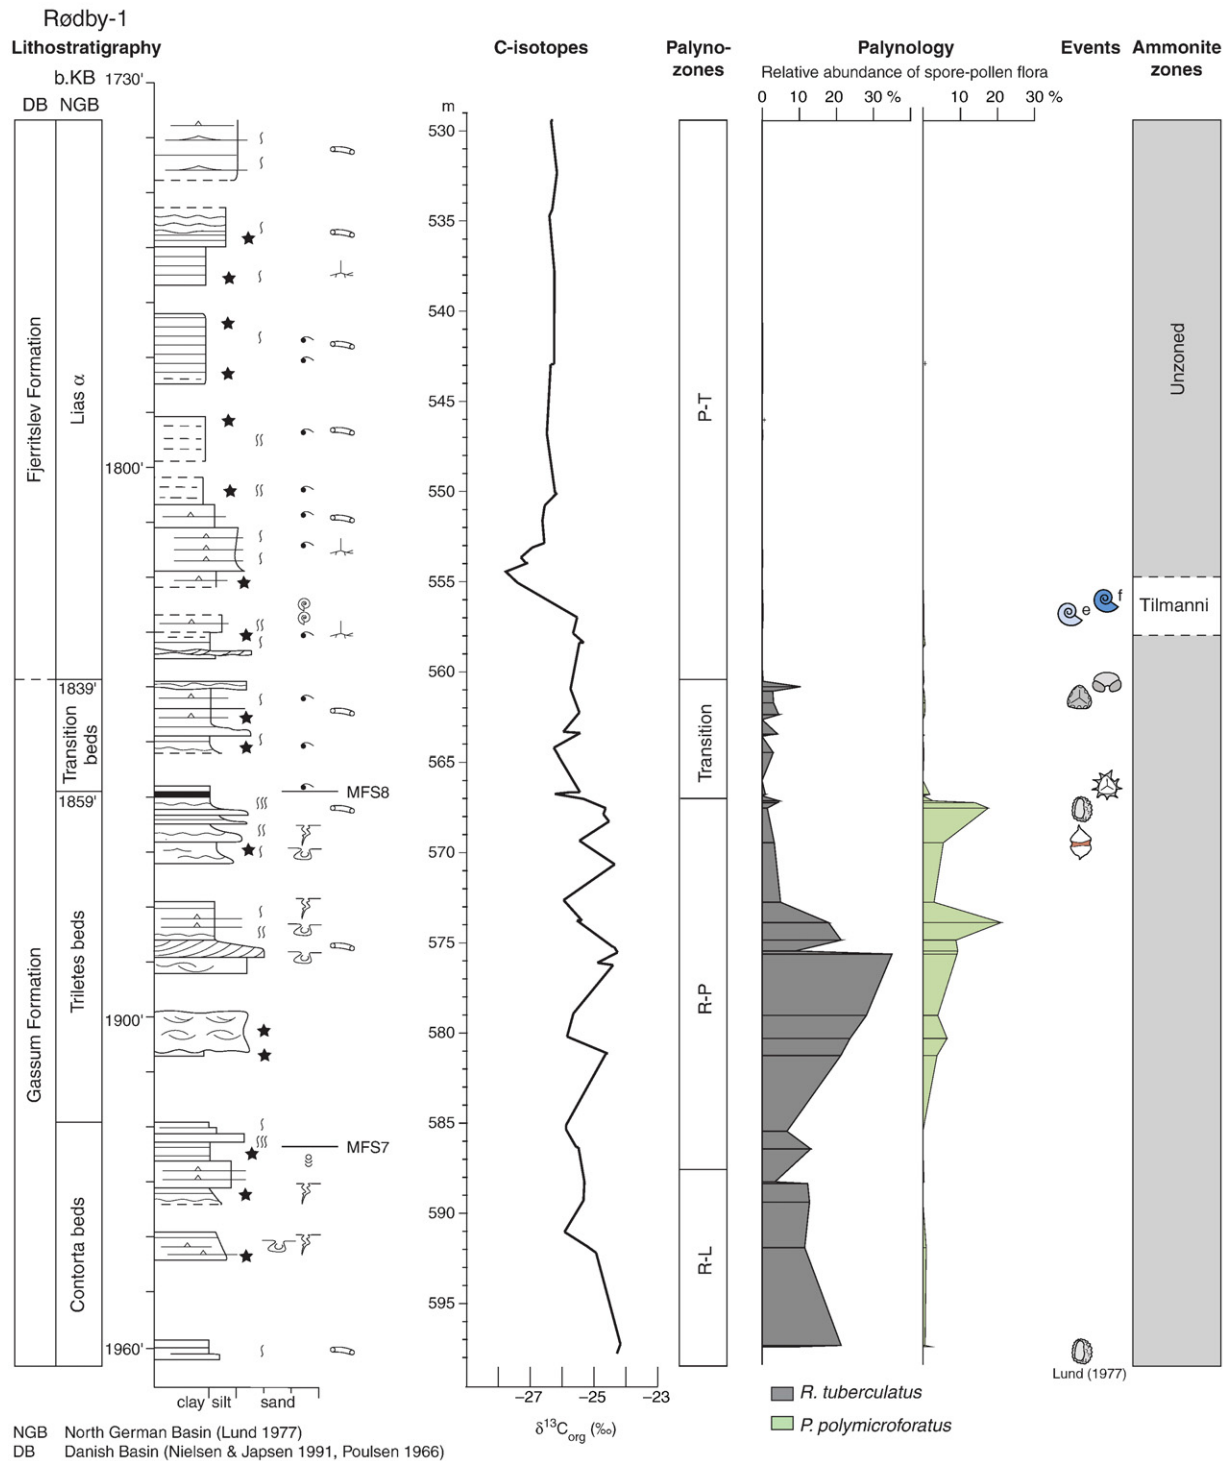 Rødby-1
Lithostratigraphy
C-isotopes
Palyno-
zones
Palynology
Events
Ammonite
zones
b.KB
1730'
Relative abundance of spore-pollen flora
DB
NGB
m
0 10 20 30 %
10 20 30 %
530
535
540
545
550
555
560
565
570
575
580
585
590
595
Fjerritslev Formation
Lias α
P-T
Unzoned
1800'
e
f
Tilmanni
1839'
Transition
beds
Transition
MFS8
1859'
Gassum Formation
Triletes beds
R-P
1900'
MFS7
Contorta beds
R-L
1960'
Lund (1977)
clay silt sand
−27 −25 −23
δ13Corg (‰)
R. tuberculatus
P. polymicroforatus
NGB North German Basin (Lund 1977)
DB Danish Basin (Nielsen & Japsen 1991, Poulsen 1966)